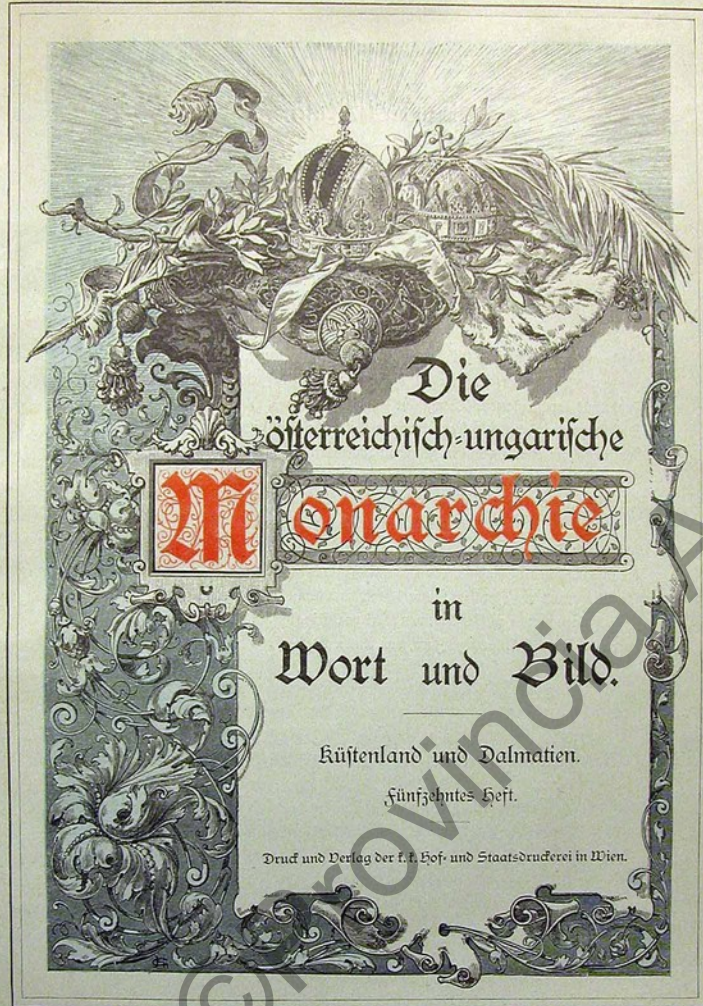 Die
österreichisch-ungarische
Monarchie
in
Wort und Bild.
Küstenland und Dalmatien.
Fünfzehntes Heft.
Druck und Verlag der k. k. Hof- und Staatsdruckerei in Wien.
©Provincia A